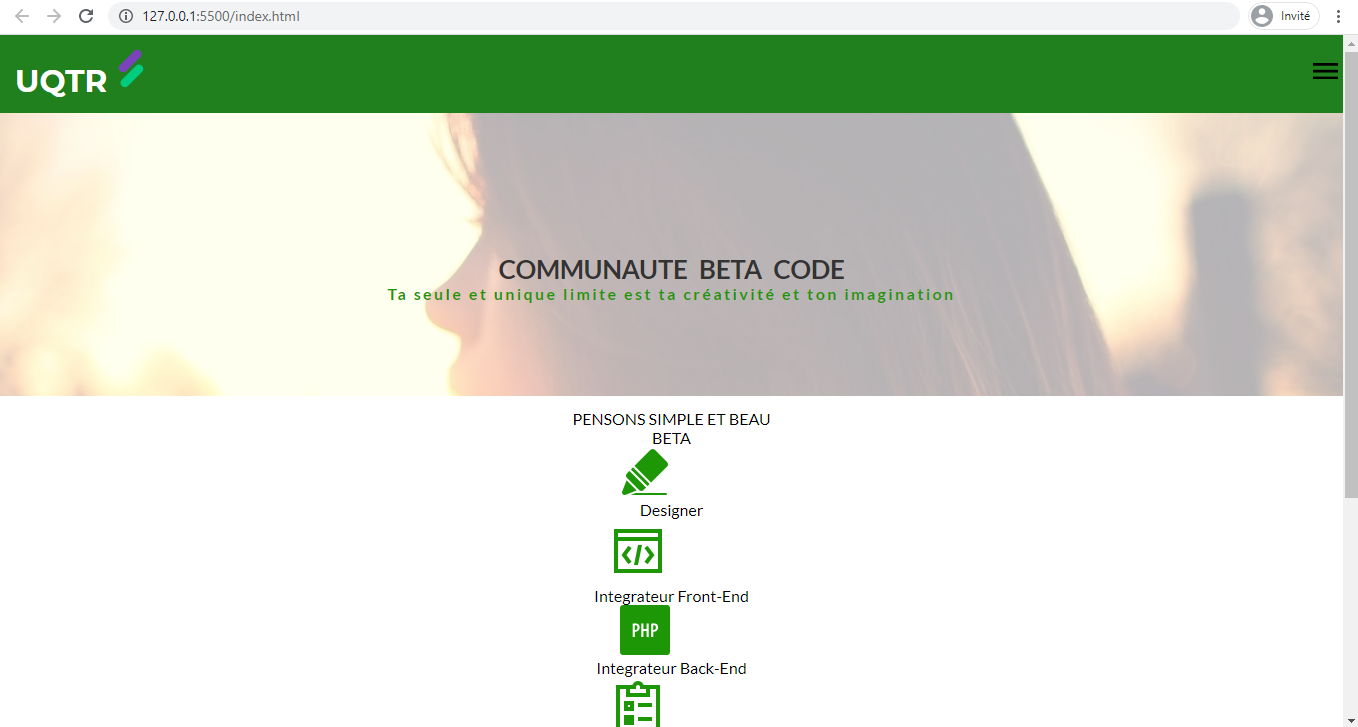 127.0.0.1:5500/index.html
Invité
UQTR
COMMUNAUTE BETA CODE
Ta seule et unique limite est ta créativité et ton imagination
PENSONS SIMPLE ET BEAU
BETA
Designer
Integrateur Front-End
PHP
Integrateur Back-End